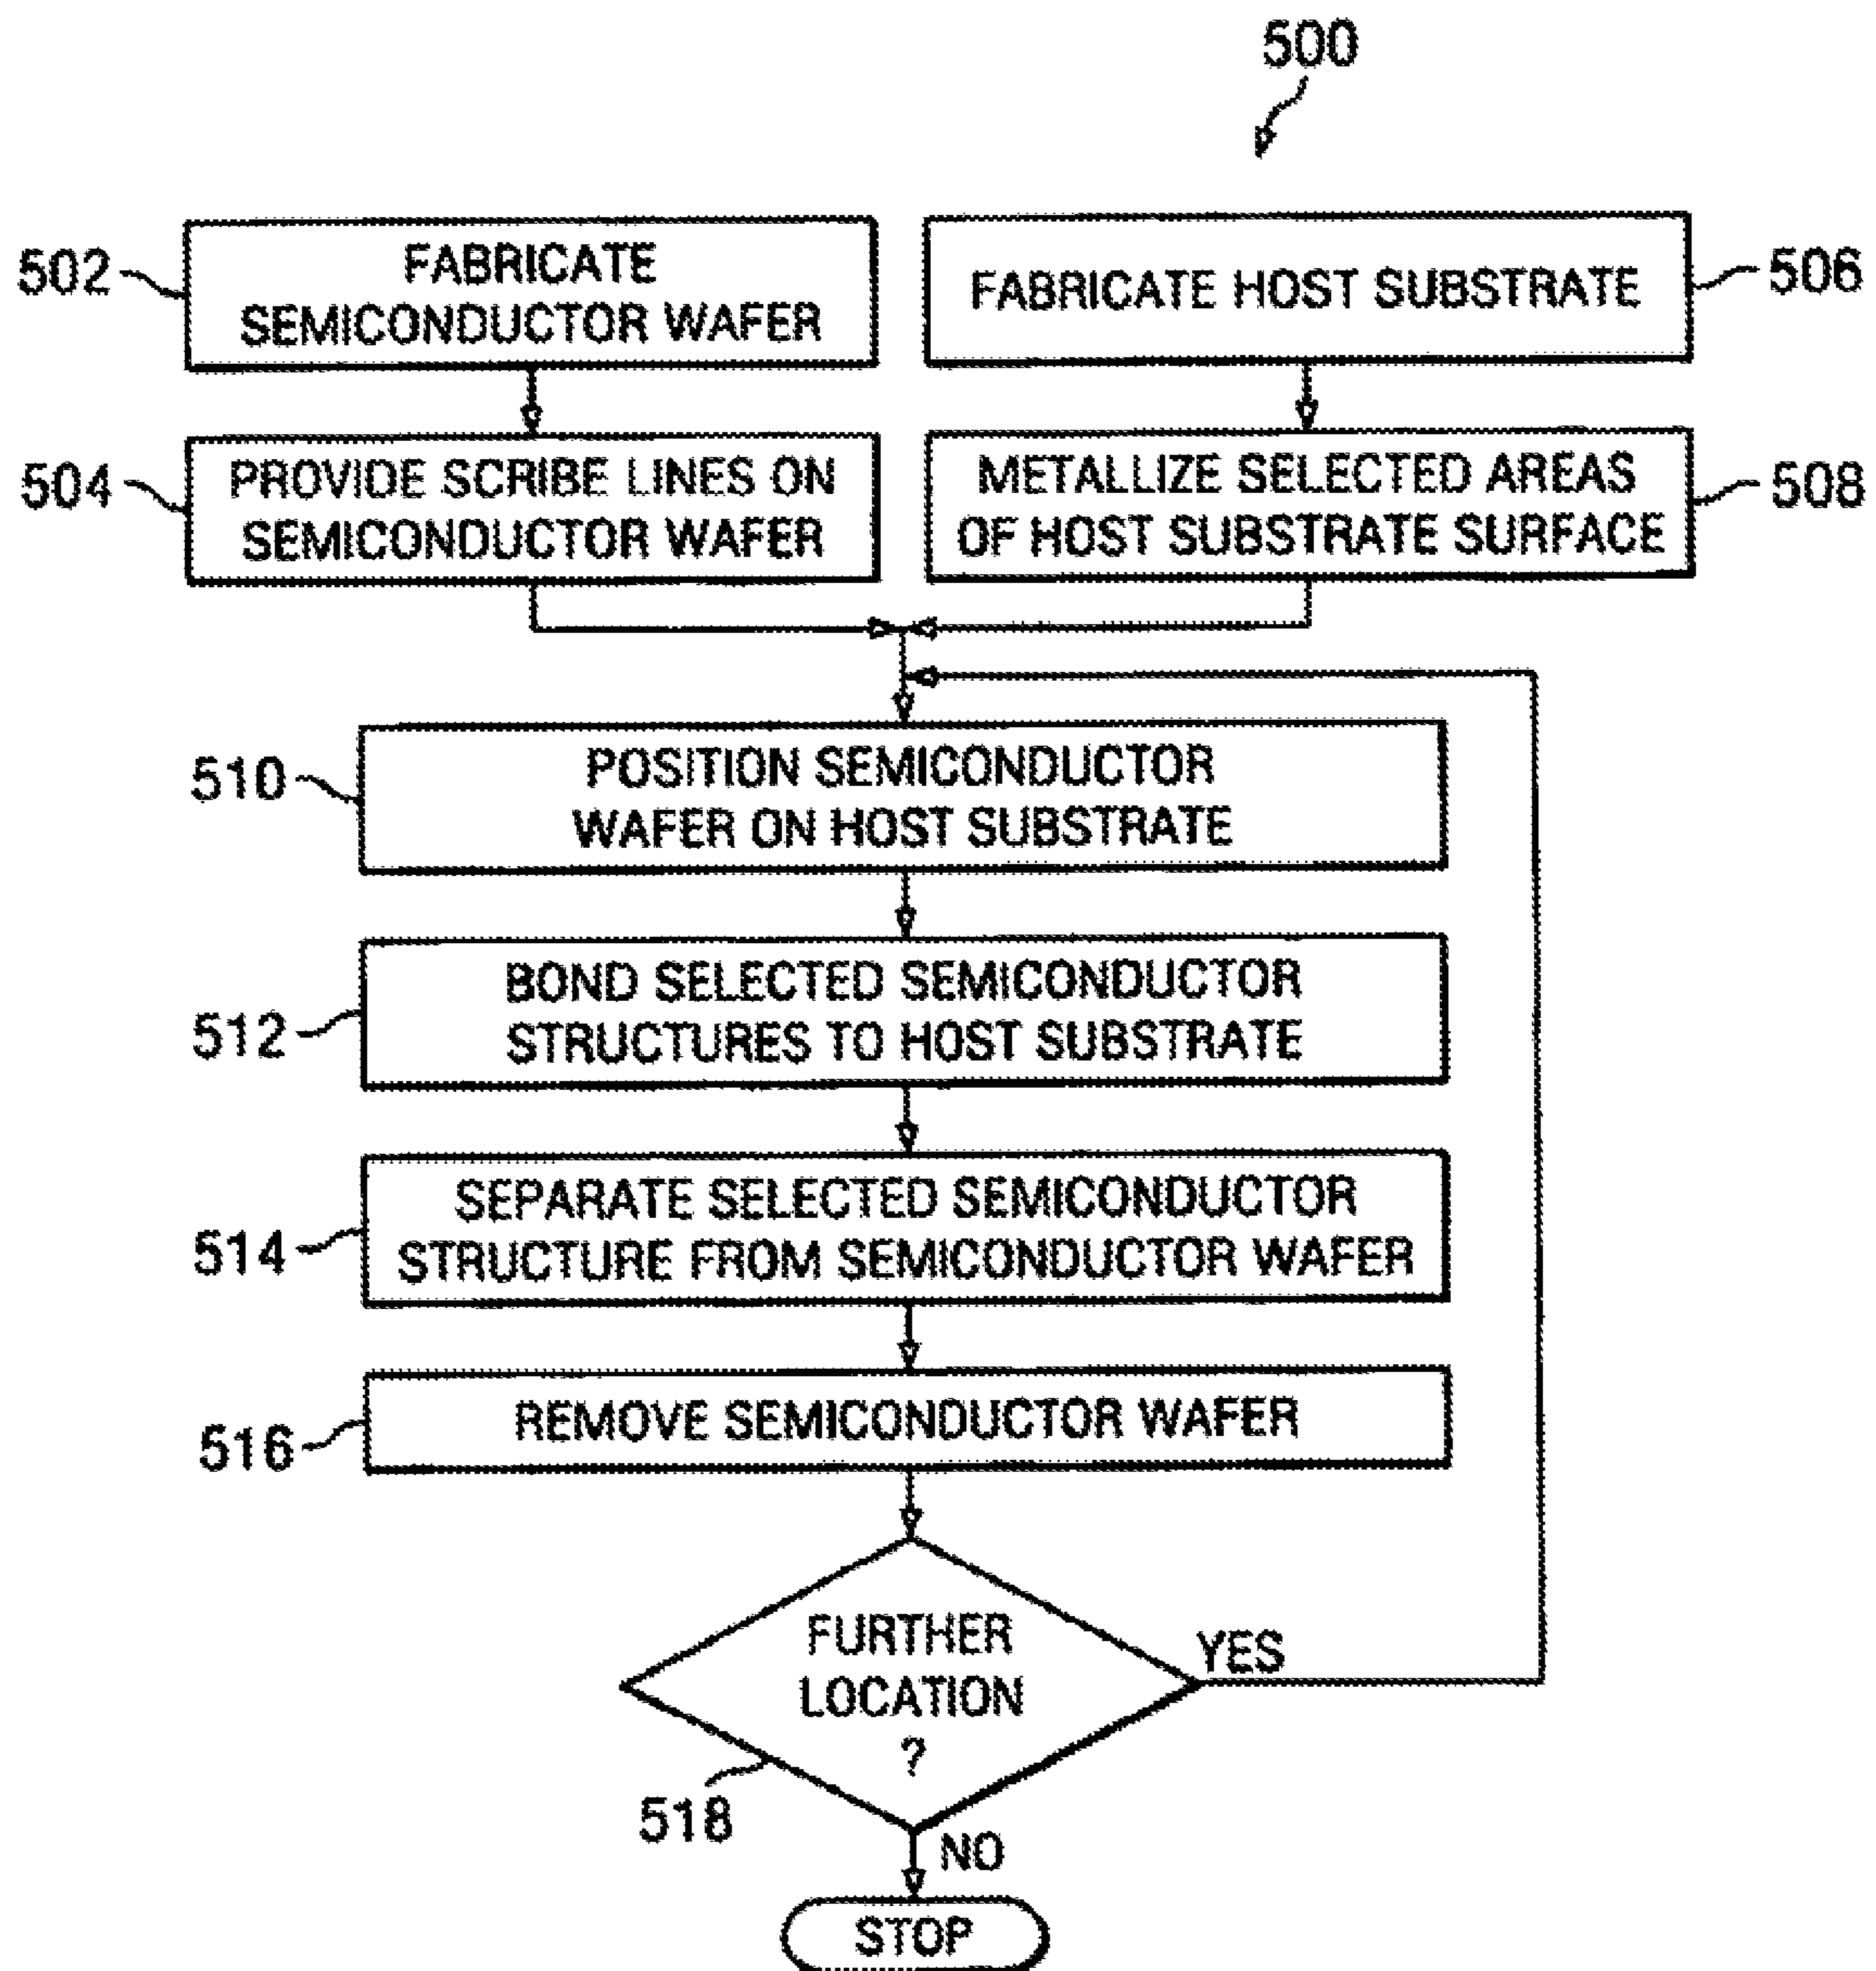 500
502
FABRICATE
SEMICONDUCTOR WAFER
FABRICATE HOST SUBSTRATE
506
504
PROVIDE SCRIBE LINES ON
SEMICONDUCTOR WAFER
METALLIZE SELECTED AREAS
OF HOST SUBSTRATE SURFACE
508
510
POSITION SEMICONDUCTOR
WAFER ON HOST SUBSTRATE
512
BOND SELECTED SEMICONDUCTOR
STRUCTURES TO HOST SUBSTRATE
514
SEPARATE SELECTED SEMICONDUCTOR
STRUCTURE FROM SEMICONDUCTOR WAFER
516
REMOVE SEMICONDUCTOR WAFER
FURTHER
LOCATION
?
YES
518
NO
STOP